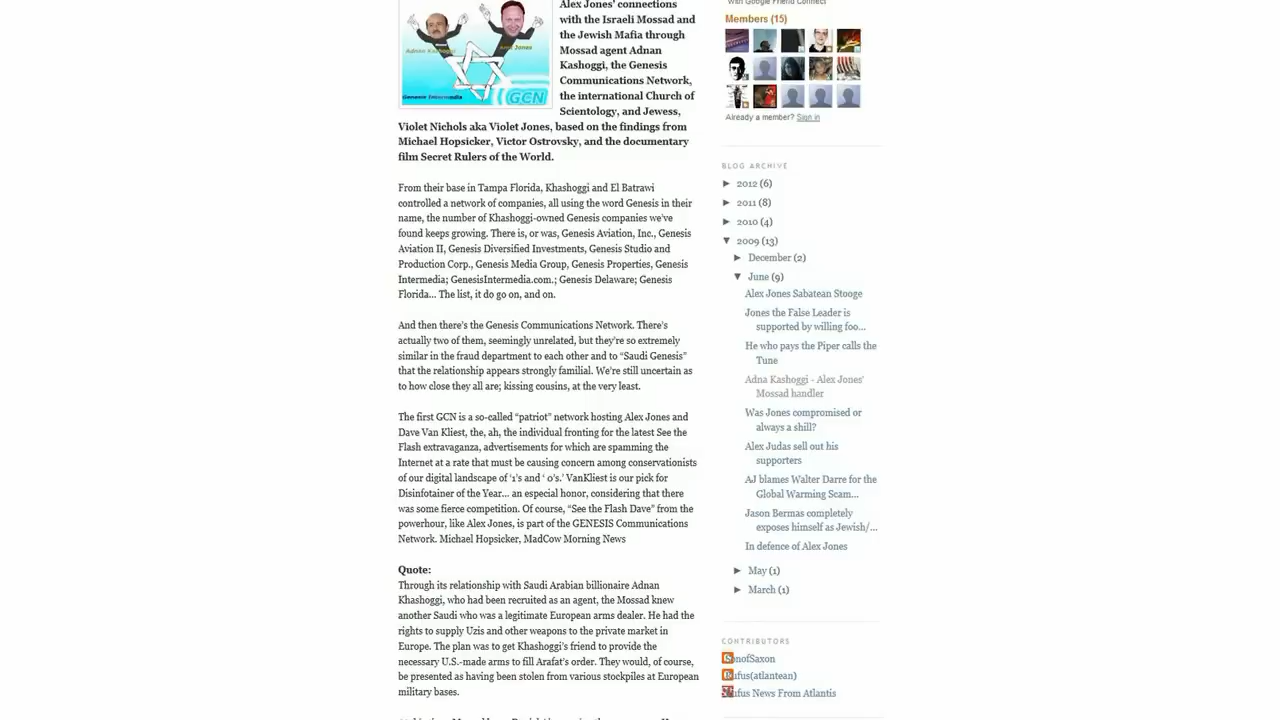 with Google Friend Connect
Alex Jones' connections
with the Israeli Mossad and
the Jewish Mafia through
Mossad agent Adnan
Kashoggi, the Genesis
Communications Network,
the international Church of
Scientology, and Jewess,
Violet Nichols aka Violet Jones, based on the findings from
Michael Hopsicker, Victor Ostrovsky, and the documentary
film Secret Rulers of the World.
Adnan Kashoggi
Jones
Genesis Intermedia
GCN
From their base in Tampa Florida, Khashoggi and El Batrawi
controlled a network of companies, all using the word Genesis in their
name, the number of Khashoggi-owned Genesis companies we've
found keeps growing. There is, or was, Genesis Aviation, Inc., Genesis
Aviation II, Genesis Diversified Investments, Genesis Studio and
Production Corp., Genesis Media Group, Genesis Properties, Genesis
Intermedia; GenesisIntermedia.com.; Genesis Delaware; Genesis
Florida... The list, it do go on, and on.
And then there's the Genesis Communications Network. There's
actually two of them, seemingly unrelated, but they're so extremely
similar in the fraud department to each other and to "Saudi Genesis"
that the relationship appears strongly familial. We're still uncertain as
to how close they all are; kissing cousins, at the very least.
The first GCN is a so-called "patriot" network hosting Alex Jones and
Dave Van Kliest, the, ah, the individual fronting for the latest See the
Flash extravaganza, advertisements for which are spamming the
Internet at a rate that must be causing concern among conservationists
of our digital landscape of '1's and ' 0's.' VanKliest is our pick for
Disinfotainer of the Year... an especial honor, considering that there
was some fierce competition. Of course, "See the Flash Dave" from the
powerhour, like Alex Jones, is part of the GENESIS Communications
Network. Michael Hopsicker, MadCow Morning News
Quote:
Through its relationship with Saudi Arabian billionaire Adnan
Khashoggi, who had been recruited as an agent, the Mossad knew
another Saudi who was a legitimate European arms dealer. He had the
rights to supply Uzis and other weapons to the private market in
Europe. The plan was to get Khashoggi's friend to provide the
necessary U.S.-made arms to fill Arafat's order. They would, of course,
be presented as having been stolen from various stockpiles at European
military bases.
Members (15)
Already a member? Sign in
BLOG ARCHIVE
► 2012 (6)
► 2011 (8)
► 2010 (4)
▼ 2009 (13)
► December (2)
▼ June (9)
Alex Jones Sabatean Stooge
Jones the False Leader is
supported by willing foo...
He who pays the Piper calls the
Tune
Adna Kashoggi - Alex Jones'
Mossad handler
Was Jones compromised or
always a shill?
Alex Judas sell out his
supporters
AJ blames Walter Darre for the
Global Warming Scam...
Jason Bermas completely
exposes himself as Jewish/...
In defence of Alex Jones
► May (1)
► March (1)
CONTRIBUTORS
SonofSaxon
Rufus(atlantean)
Rufus News From Atlantis